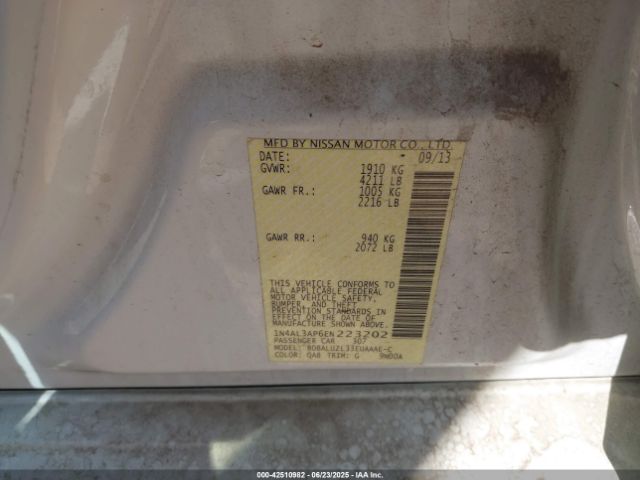 MFD BY NISSAN MOTOR CO., LTD.
DATE: 09/13
GVWR: 1910 KG
4211 LB
GAWR FR.: 1005 KG
2216 LB
GAWR RR.: 940 KG
2072 LB
THIS VEHICLE CONFORMS TO
ALL APPLICABLE FEDERAL
MOTOR VEHICLE SAFETY,
BUMPER, AND THEFT
PREVENTION STANDARDS
IN EFFECT ON THE DATE OF
MANUFACTURE SHOWN ABOVE.
1N4AL3AP6EN223202
PASSENGER CAR 307
MODEL: BDBALUZL33EUAAAE-C
COLOR: QAB TRIM: G 9W00A
000-42510982 - 06/23/2025 - IAA, Inc.